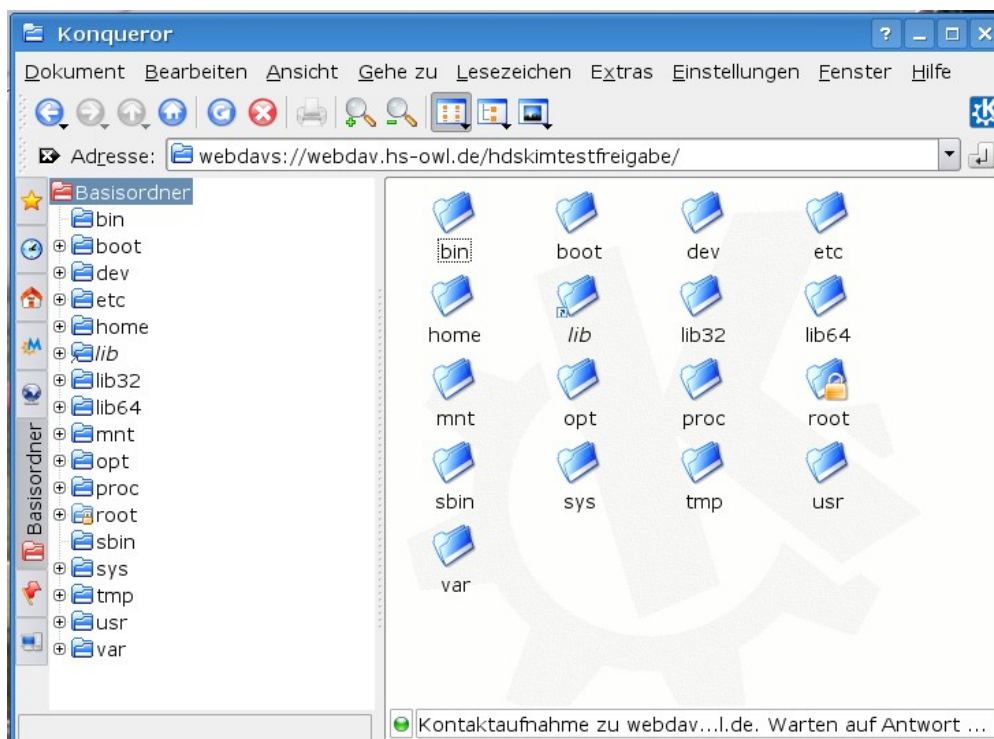 Konqueror
Dokument Bearbeiten Ansicht Gehe zu Lesezeichen Extras Einstellungen Fenster Hilfe
Adresse: webdavs://webdav.hs-owl.de/hdskimtestfreigabe/
Basisordner
Basisordner
bin
boot
dev
etc
home
lib
lib32
lib64
mnt
opt
proc
root
sbin
sys
tmp
usr
var
bin boot dev etc
home lib lib32 lib64
mnt opt proc root
sbin sys tmp usr
var
Kontaktaufnahme zu webdav...l.de. Warten auf Antwort ...